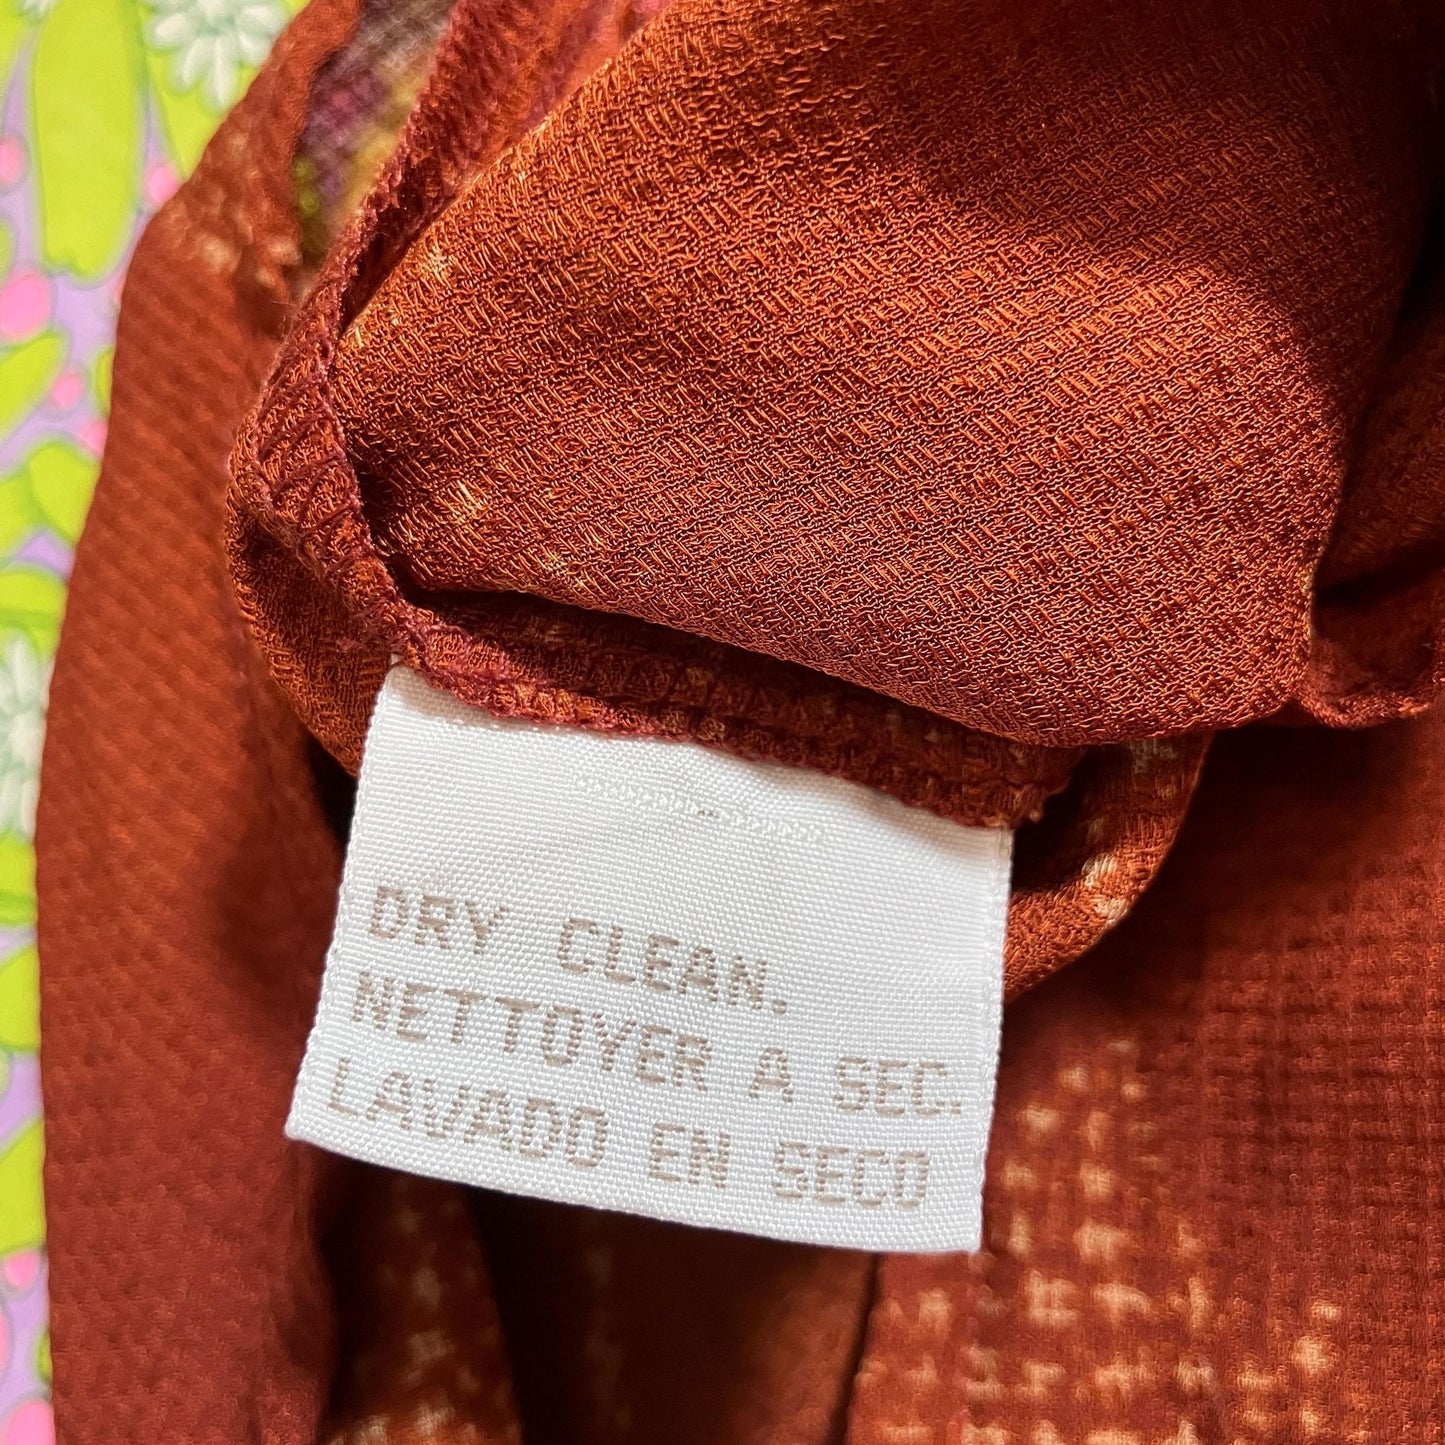 DRY CLEAN.
NETTOYER A SEC.
LAVADO EN SECO